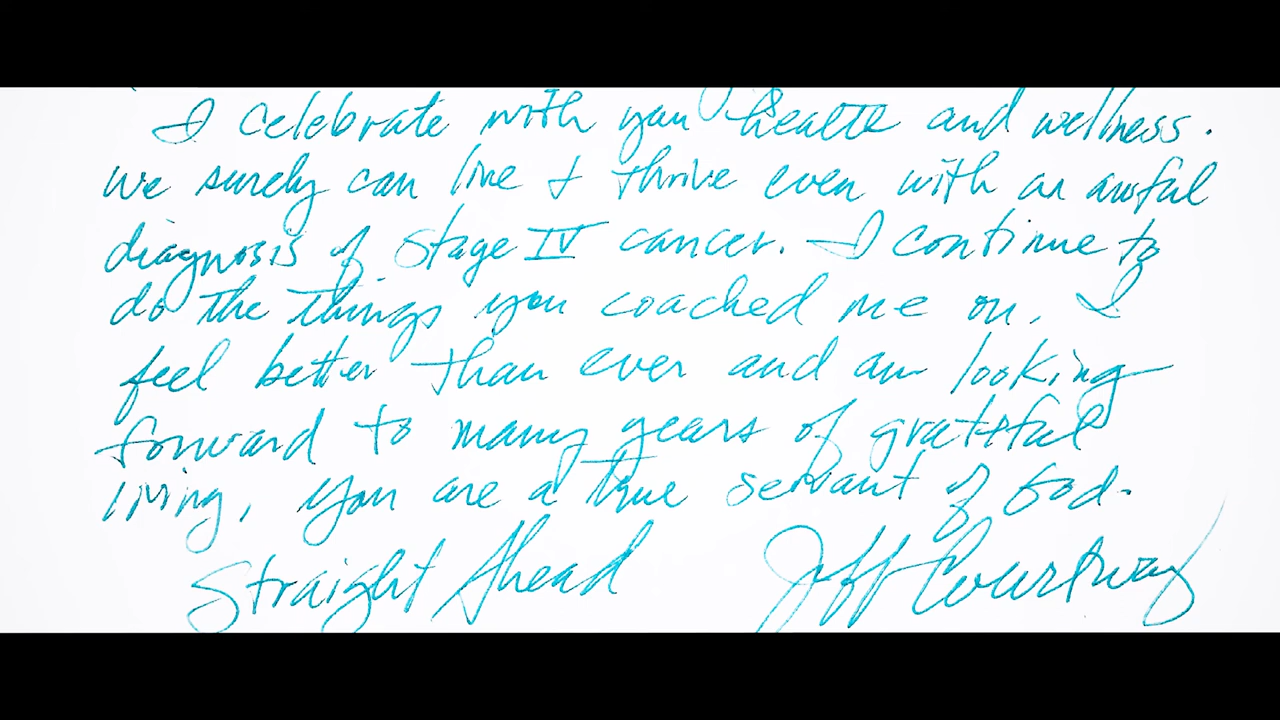 I celebrate with you health and wellness.
we surely can live & thrive even with an awful
diagnosis of Stage IV cancer. I continue to
do the things you coached me on. I
feel better than ever and am looking
forward to many years of grateful
living, you are a true servant of God.
Straight Ahead Jeff Courtway